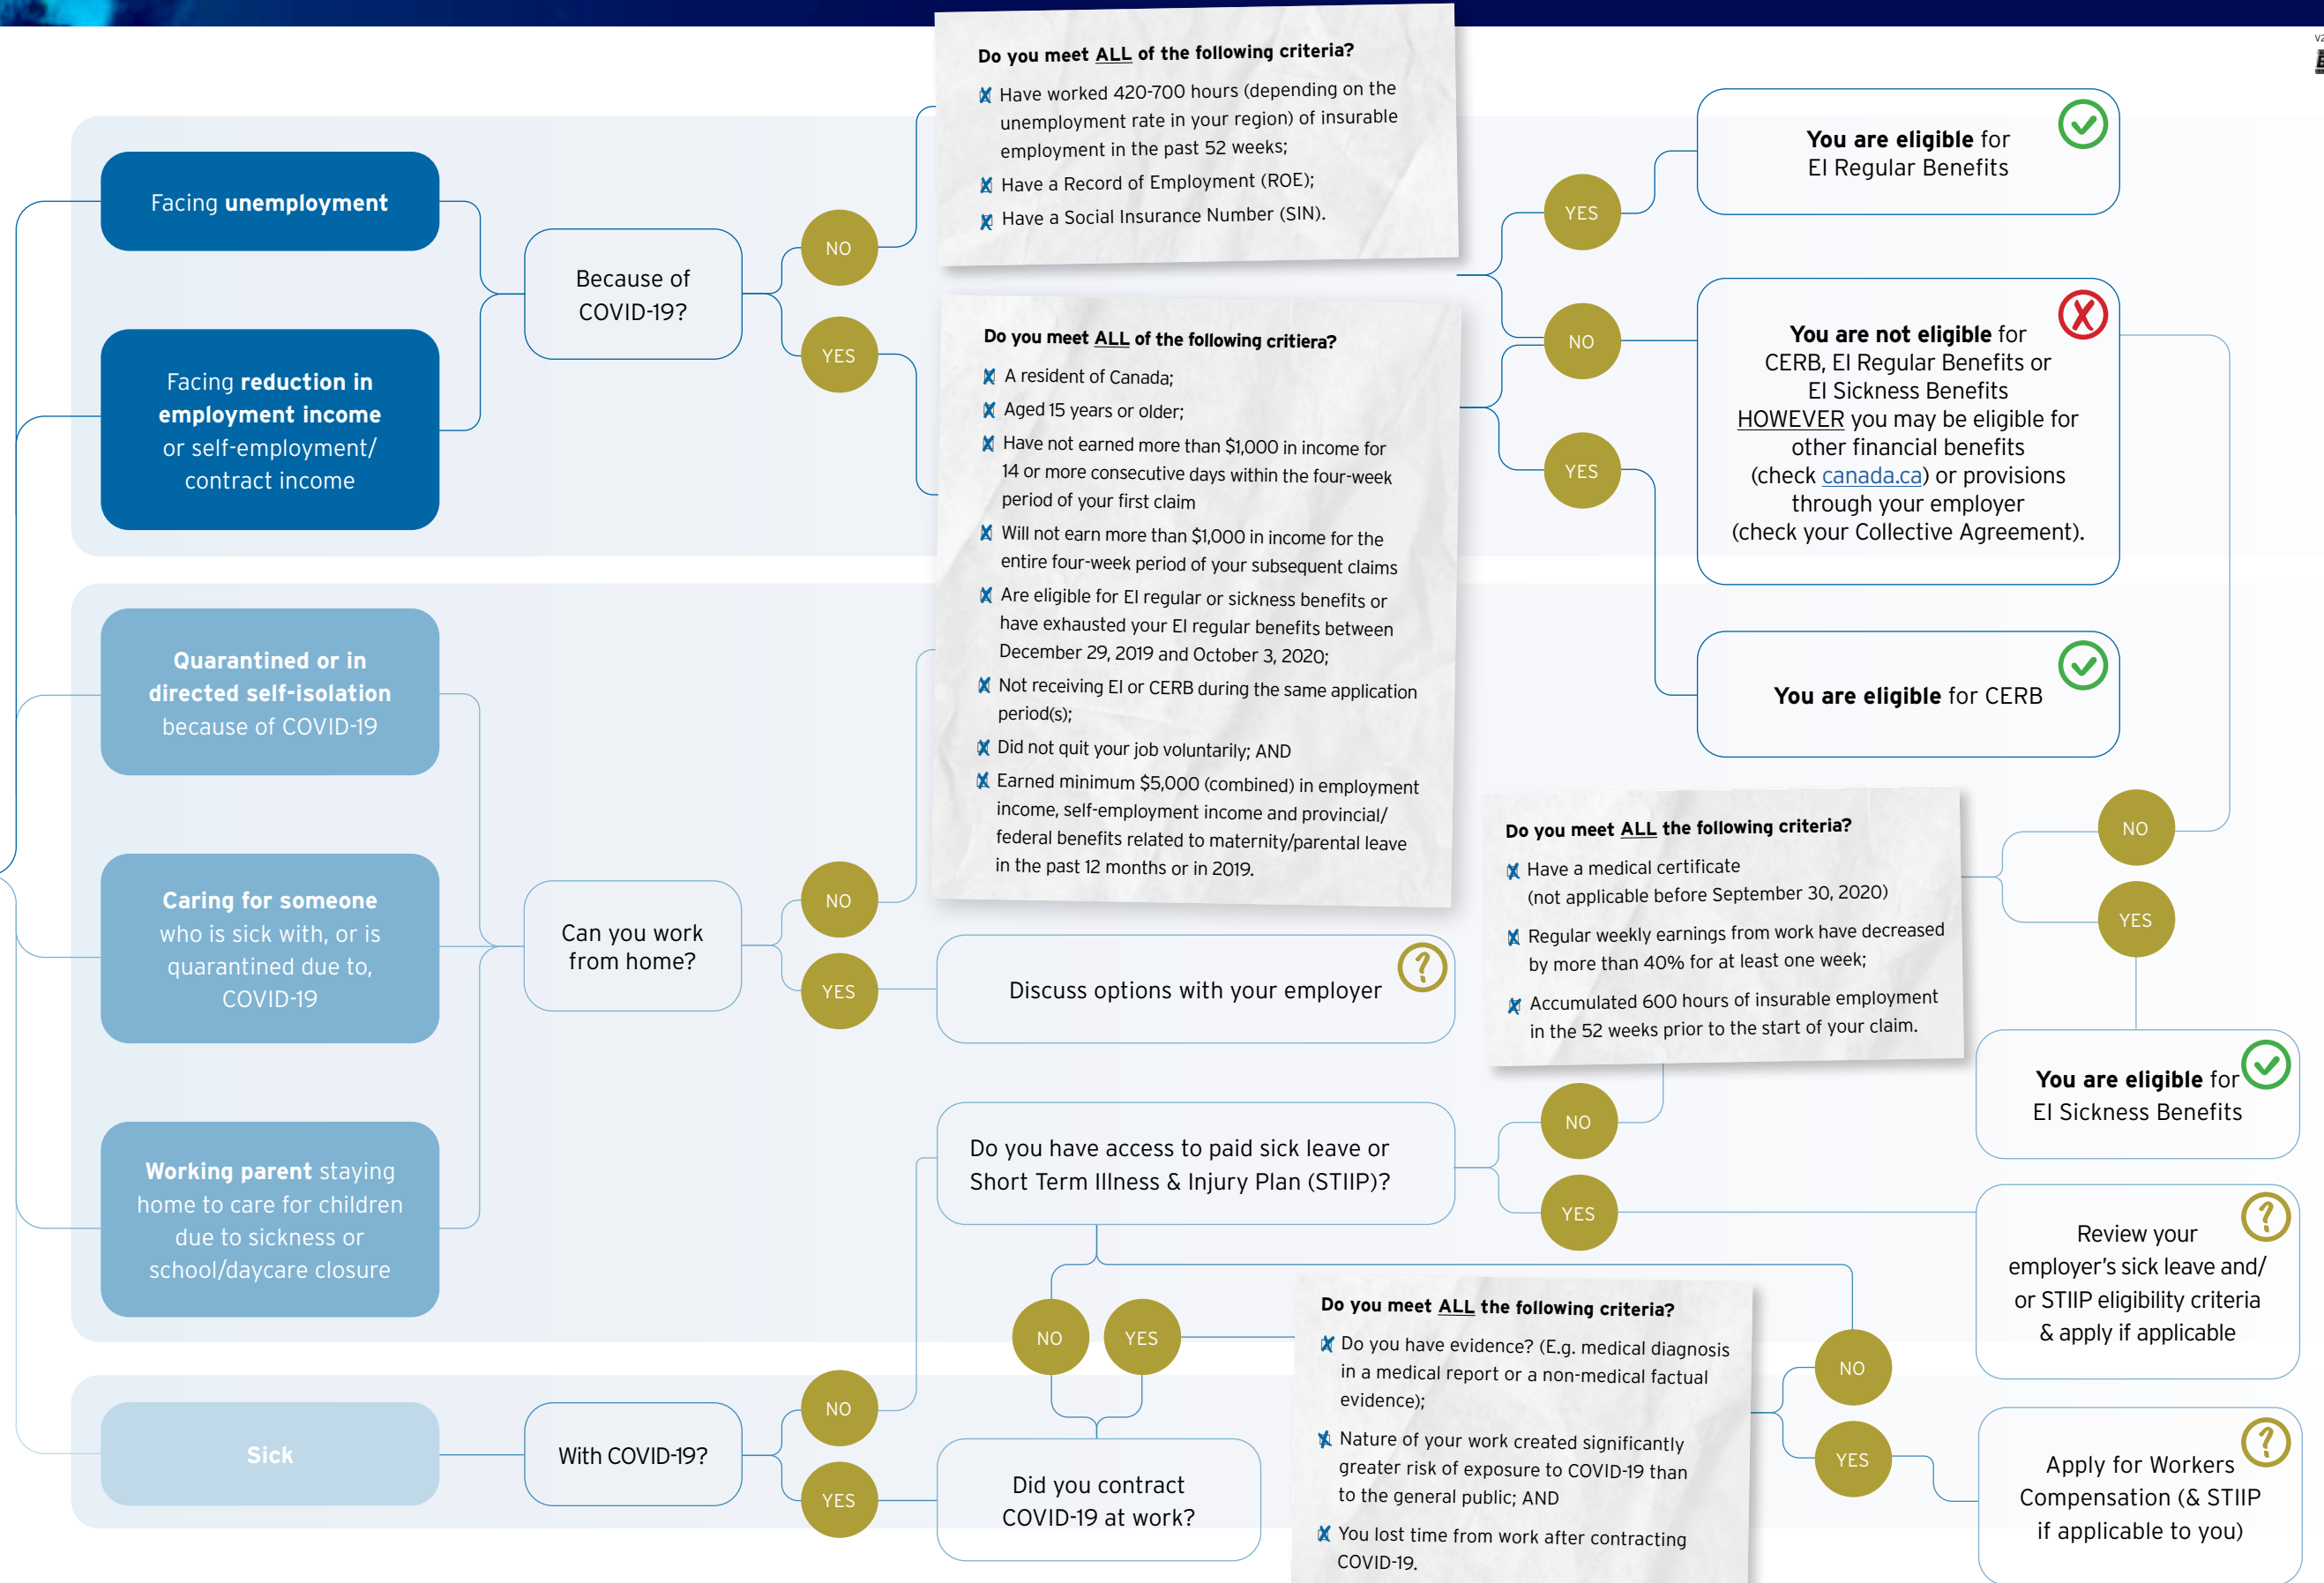 Facing unemployment
Facing reduction in
employment income
or self-employment/
contract income
Because of
COVID-19?
NO
YES
Do you meet ALL of the following criteria?
Have worked 420-700 hours (depending on the
unemployment rate in your region) of insurable
employment in the past 52 weeks;
Have a Record of Employment (ROE);
Have a Social Insurance Number (SIN).
Do you meet ALL of the following critiera?
A resident of Canada;
Aged 15 years or older;
Have not earned more than $1,000 in income for
14 or more consecutive days within the four-week
period of your first claim
Will not earn more than $1,000 in income for the
entire four-week period of your subsequent claims
Are eligible for EI regular or sickness benefits or
have exhausted your EI regular benefits between
December 29, 2019 and October 3, 2020;
Not receiving EI or CERB during the same application
period(s);
Did not quit your job voluntarily; AND
Earned minimum $5,000 (combined) in employment
income, self-employment income and provincial/
federal benefits related to maternity/parental leave
in the past 12 months or in 2019.
YES
NO
YES
You are eligible for
EI Regular Benefits
You are not eligible for
CERB, EI Regular Benefits or
EI Sickness Benefits
HOWEVER you may be eligible for
other financial benefits
(check canada.ca) or provisions
through your employer
(check your Collective Agreement).
You are eligible for CERB
Quarantined or in
directed self-isolation
because of COVID-19
Caring for someone
who is sick with, or is
quarantined due to,
COVID-19
Working parent staying
home to care for children
due to sickness or
school/daycare closure
Can you work
from home?
NO
YES
Discuss options with your employer
Do you meet ALL the following criteria?
Have a medical certificate
(not applicable before September 30, 2020)
Regular weekly earnings from work have decreased
by more than 40% for at least one week;
Accumulated 600 hours of insurable employment
in the 52 weeks prior to the start of your claim.
NO
YES
You are eligible for
EI Sickness Benefits
Do you have access to paid sick leave or
Short Term Illness & Injury Plan (STIIP)?
NO
YES
Review your
employer's sick leave and/
or STIIP eligibility criteria
& apply if applicable
Sick
With COVID-19?
NO
YES
NO
YES
Did you contract
COVID-19 at work?
Do you meet ALL the following criteria?
Do you have evidence? (E.g. medical diagnosis
in a medical report or a non-medical factual
evidence);
Nature of your work created significantly
greater risk of exposure to COVID-19 than
to the general public; AND
You lost time from work after contracting
COVID-19.
NO
YES
Apply for Workers
Compensation (& STIIP
if applicable to you)